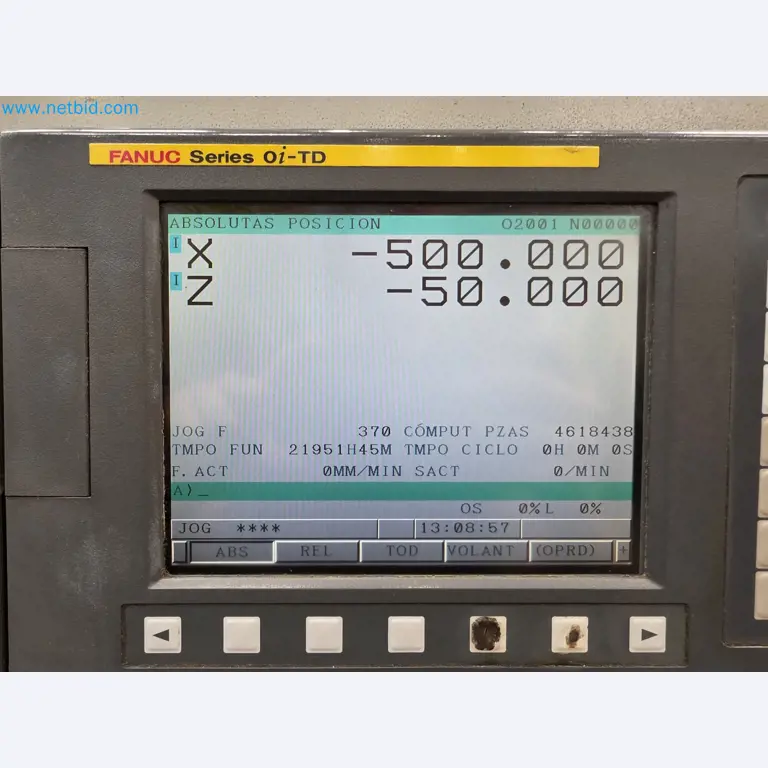 www.netbid.com
FANUC Series 0i-TD
ABSOLUTAS POSICION O2001 N00000
I X -500.000
I Z -50.000
JOG F 370 CÓMPUT PZAS 4618438
TMPO FUN 21951H45M TMPO CICLO 0H 0M 0S
F. ACT 0MM/MIN SACT 0/MIN
A)_
OS 0% L 0%
JOG **** 13:08:57
ABS REL TOD VOLANT (OPRD) +